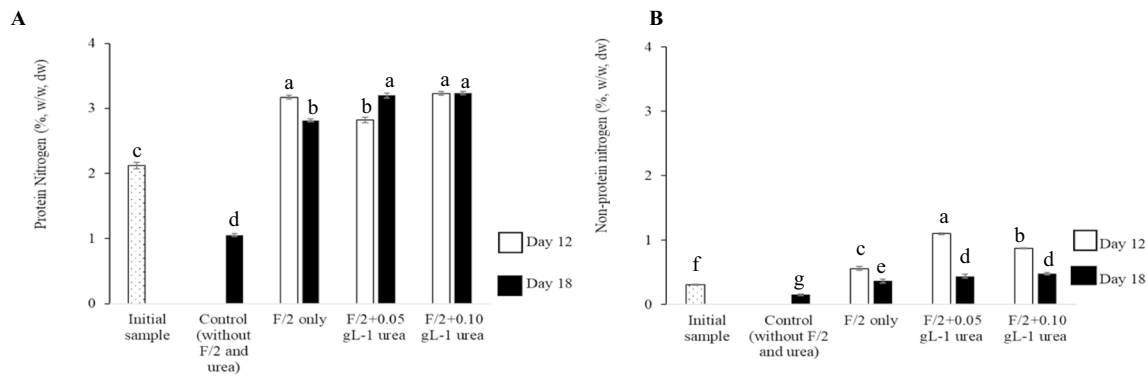 A
Protein Nitrogen (%, w/w, dw)
4
3
2
1
0
c
d
a
b
b
a
a
a
Day 12
Day 18
Initial
sample
Control
(without
F/2 and
urea)
F/2 only
F/2+0.05
gL-1 urea
F/2+0.10
gL-1 urea
B
Non-protein nitrogen (%, w/w, dw)
4
3
2
1
0
f
g
c
e
a
d
b
d
Day 12
Day 18
Initial
sample
Control
(without F/2
and urea)
F/2 only
F/2+0.05
gL-1 urea
F/2+0.10
gL-1 urea